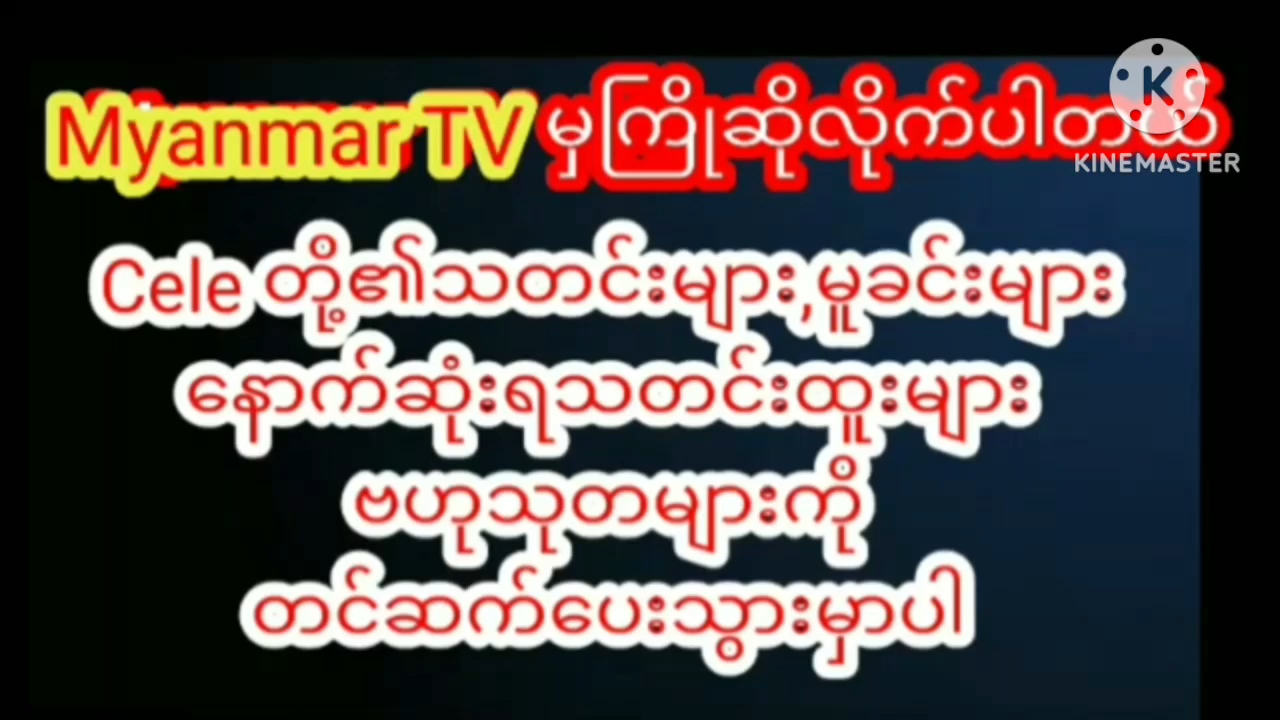 Myanmar TV မှကြိုဆိုလိုက်ပါတယ်
KINEMASTER
Cele တို့၏သတင်းများ,မူခင်းများ
နောက်ဆုံးရသတင်းထူးများ
ဗဟုသုတများကို
တင်ဆက်ပေးသွားမှာပါ